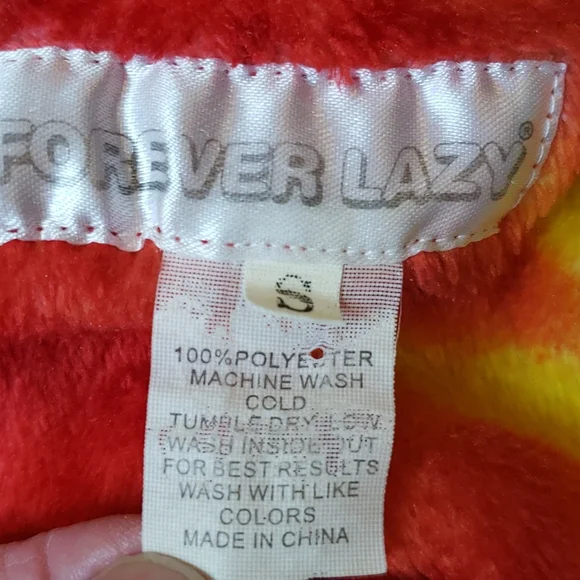 FOREVER LAZY®
S
100% POLYESTER
MACHINE WASH
COLD
TUMBLE DRY LOW
WASH INSIDE OUT
FOR BEST RESULTS
WASH WITH LIKE
COLORS
MADE IN CHINA